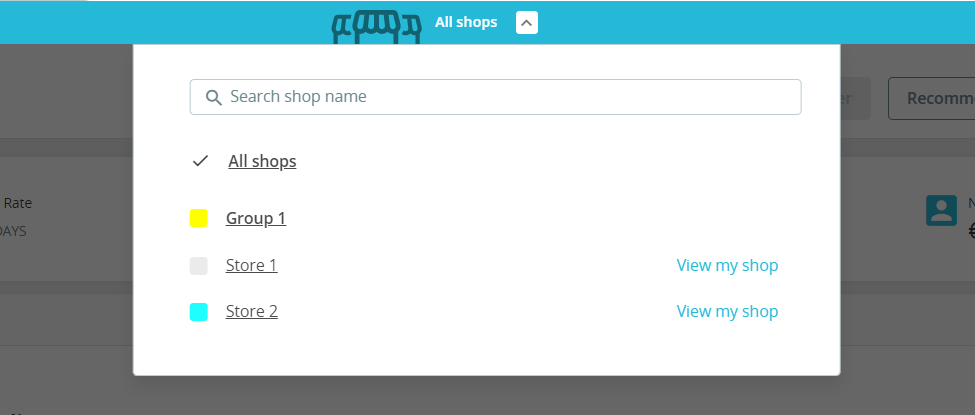 All shops
Search shop name
er
Recomm
All shops
Rate
DAYS
Group 1
Store 1 View my shop
Store 2 View my shop